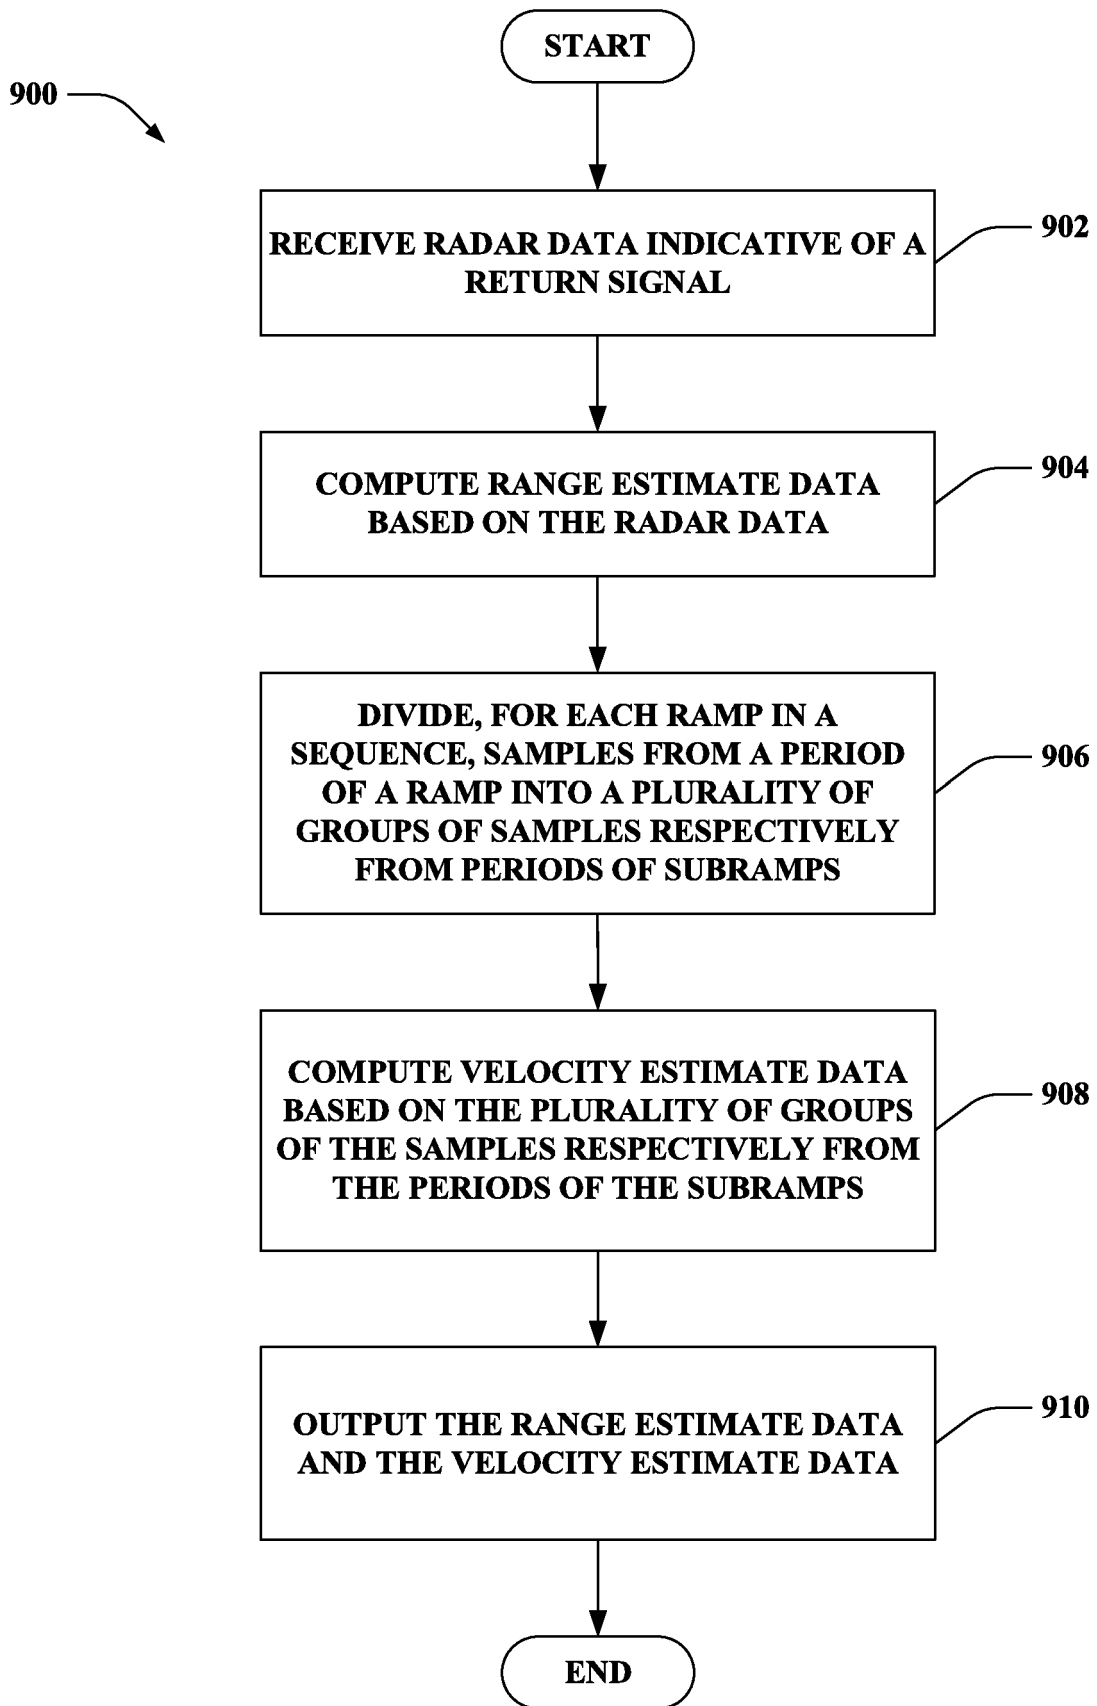 START
900
RECEIVE RADAR DATA INDICATIVE OF A
RETURN SIGNAL
902
COMPUTE RANGE ESTIMATE DATA
BASED ON THE RADAR DATA
904
DIVIDE, FOR EACH RAMP IN A
SEQUENCE, SAMPLES FROM A PERIOD
OF A RAMP INTO A PLURALITY OF
GROUPS OF SAMPLES RESPECTIVELY
FROM PERIODS OF SUBRAMPS
906
COMPUTE VELOCITY ESTIMATE DATA
BASED ON THE PLURALITY OF GROUPS
OF THE SAMPLES RESPECTIVELY FROM
THE PERIODS OF THE SUBRAMPS
908
OUTPUT THE RANGE ESTIMATE DATA
AND THE VELOCITY ESTIMATE DATA
910
END